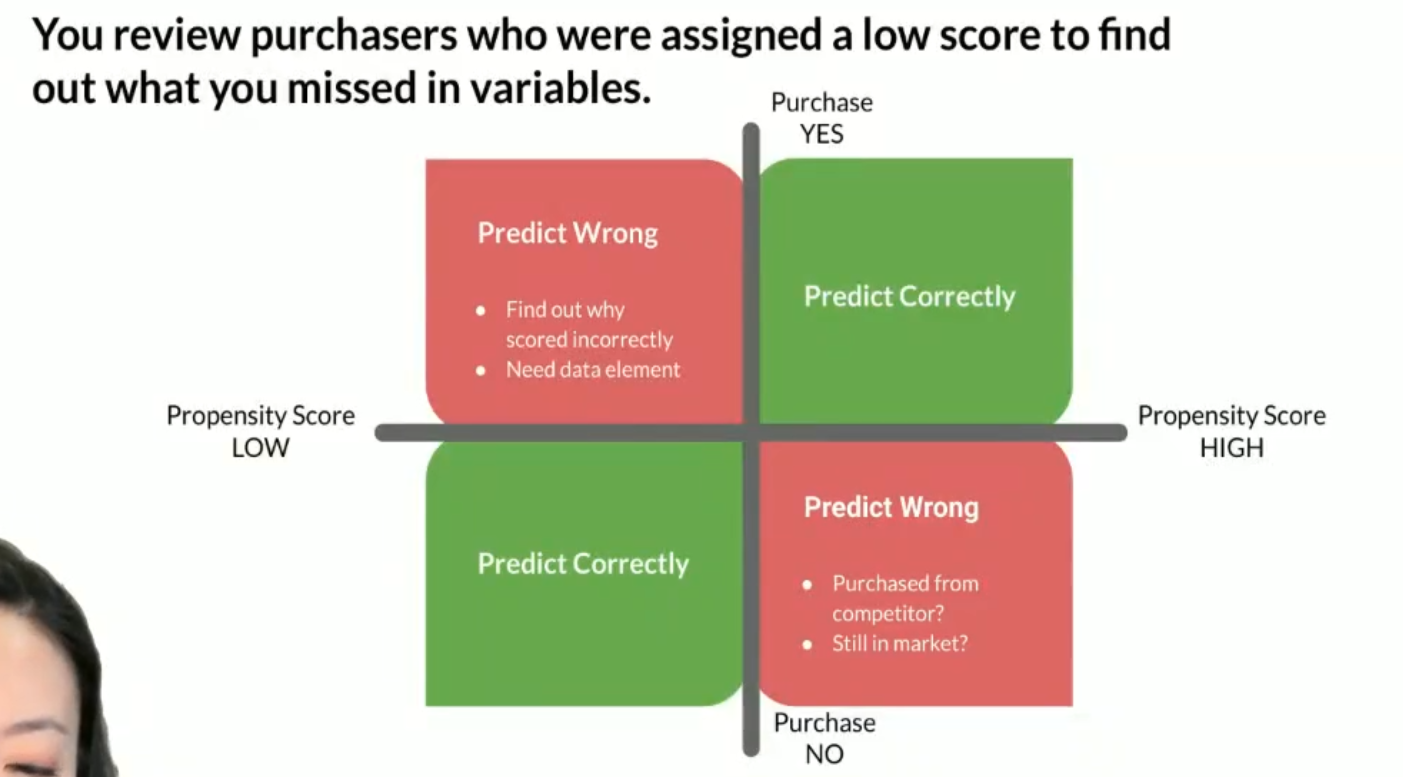 You review purchasers who were assigned a low score to find
out what you missed in variables.
Purchase
YES
Predict Wrong
● Find out why
scored incorrectly
● Need data element
Predict Correctly
Propensity Score
LOW
Propensity Score
HIGH
Predict Correctly
Predict Wrong
● Purchased from
competitor?
● Still in market?
Purchase
NO